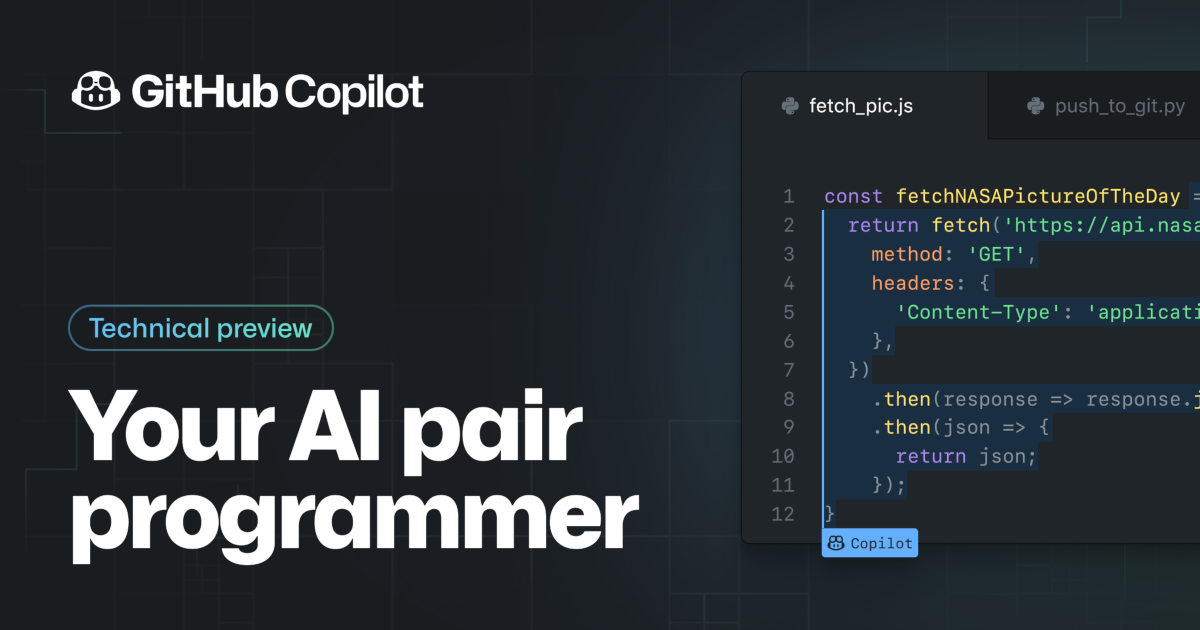 GitHub Copilot
Technical preview
Your AI pair
programmer
fetch_pic.js
push_to_git.py
1 const fetchNASAPictureOfTheDay =
2 return fetch('https://api.nasa
3 method: 'GET',
4 headers: {
5 'Content-Type': 'applicati
6 },
7 })
8 .then(response => response.j
9 .then(json => {
10 return json;
11 });
12 }
Copilot